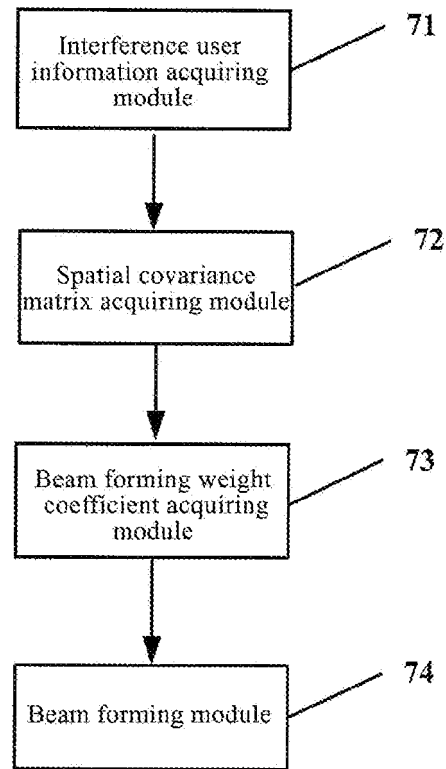 71
Interference user
information acquiring
module
72
Spatial covariance
matrix acquiring module
73
Beam forming weight
coefficient acquiring
module
74
Beam forming module